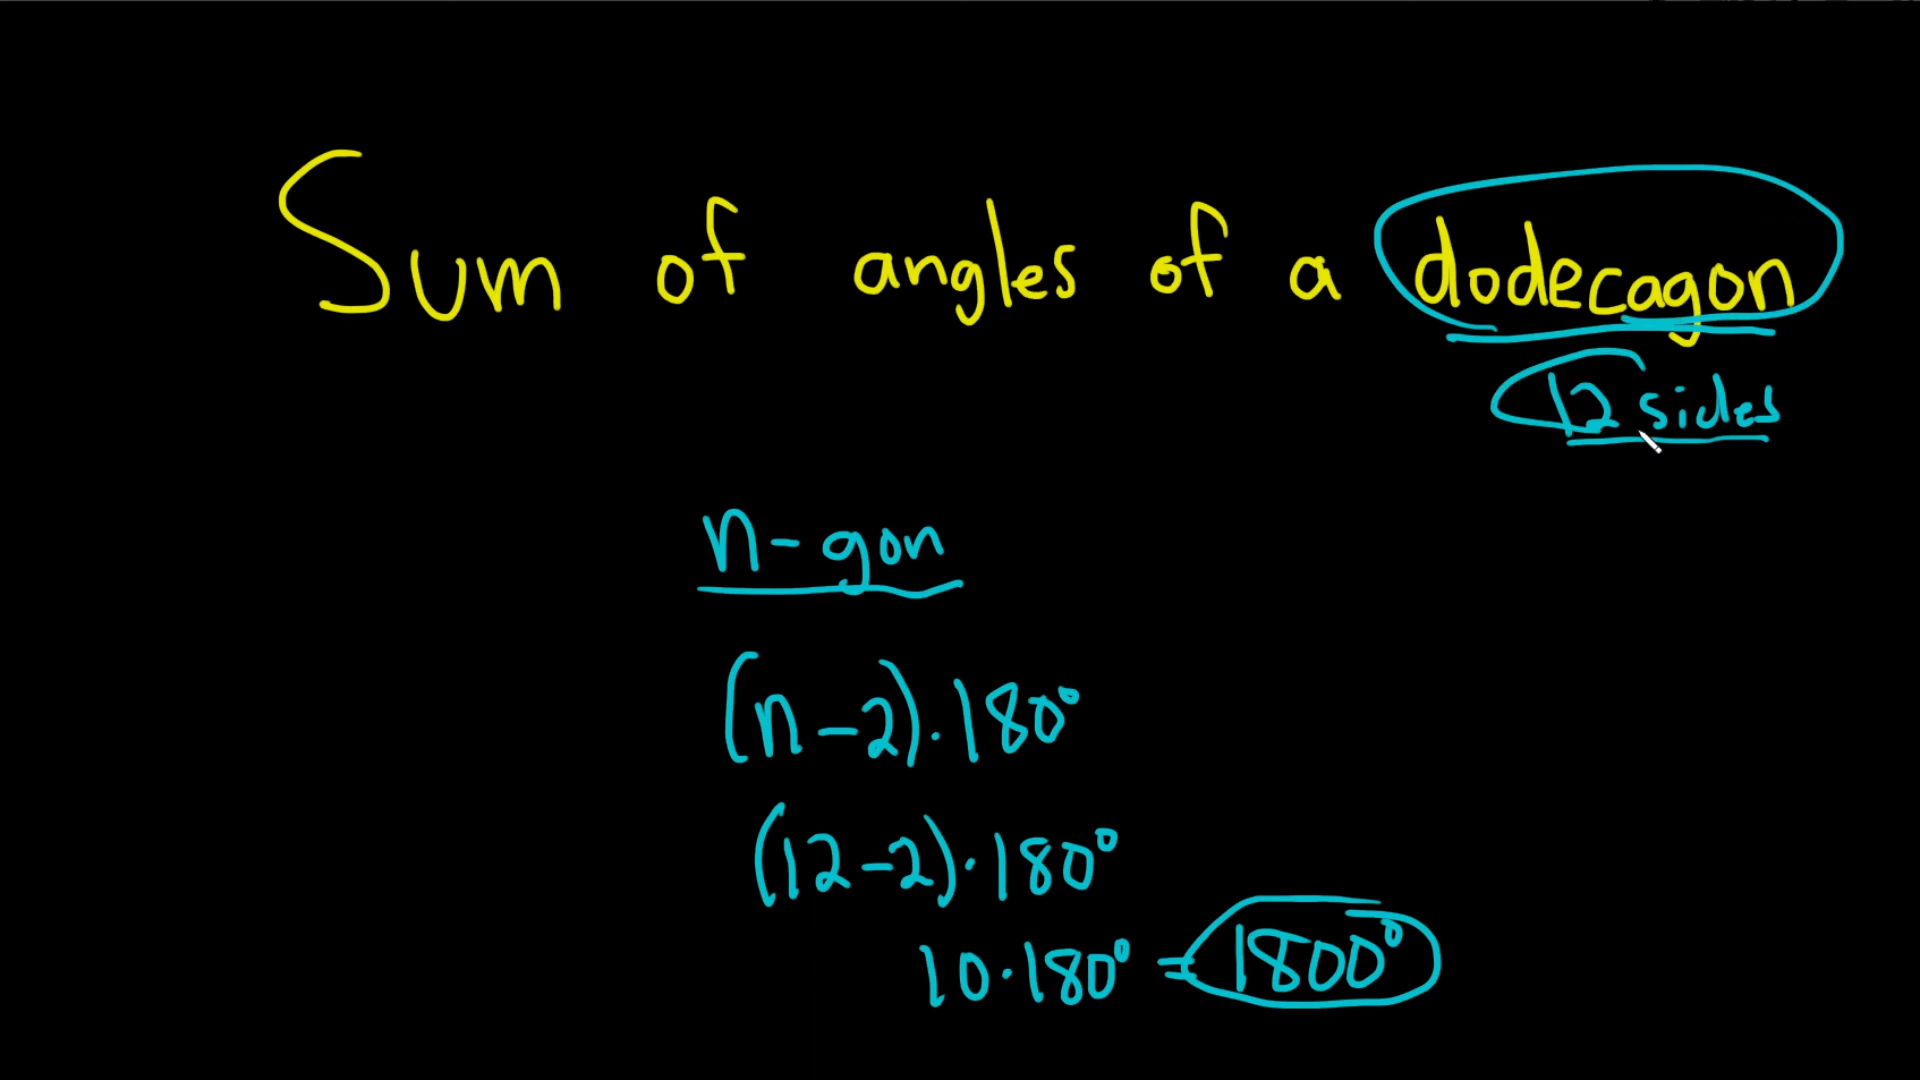 Sum of angles of a dodecagon
12 sides
n-gon
(n-2)·180°
(12-2)·180°
10·180° = 1800°